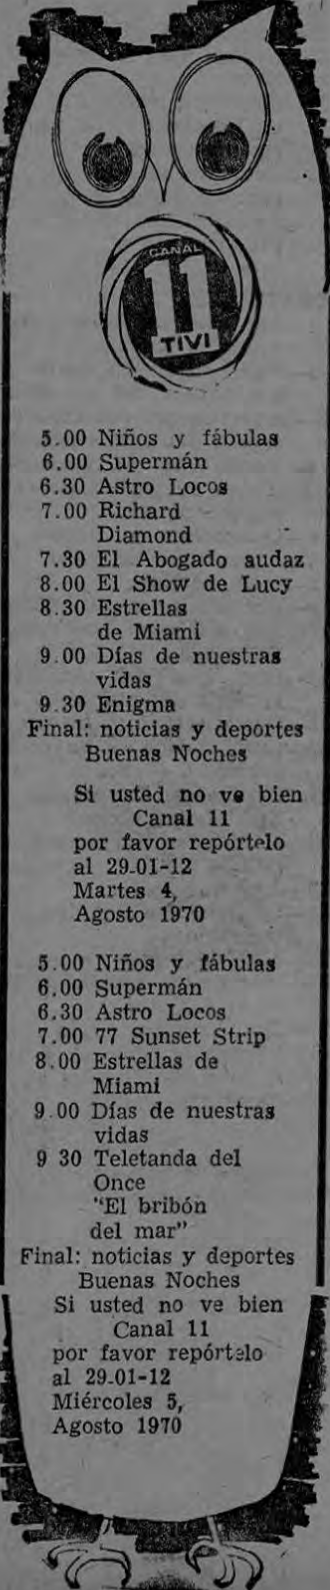 CANAL
11
TIVI
5.00 Niños y fábulas
6.00 Supermán
6.30 Astro Locos
7.00 Richard
Diamond
7.30 El Abogado audaz
8.00 El Show de Lucy
8.30 Estrellas
de Miami
9.00 Días de nuestras
vidas
9.30 Enigma
Final: noticias y deportes
Buenas Noches
Si usted no ve bien
Canal 11
por favor repórtelo
al 29-01-12
Martes 4,
Agosto 1970
5.00 Niños y fábulas
6.00 Supermán
6.30 Astro Locos
7.00 77 Sunset Strip
8.00 Estrellas de
Miami
9.00 Días de nuestras
vidas
9 30 Teletanda del
Once
"El bribón
del mar"
Final: noticias y deportes
Buenas Noches
Si usted no ve bien
Canal 11
por favor repórtelo
al 29-01-12
Miércoles 5,
Agosto 1970